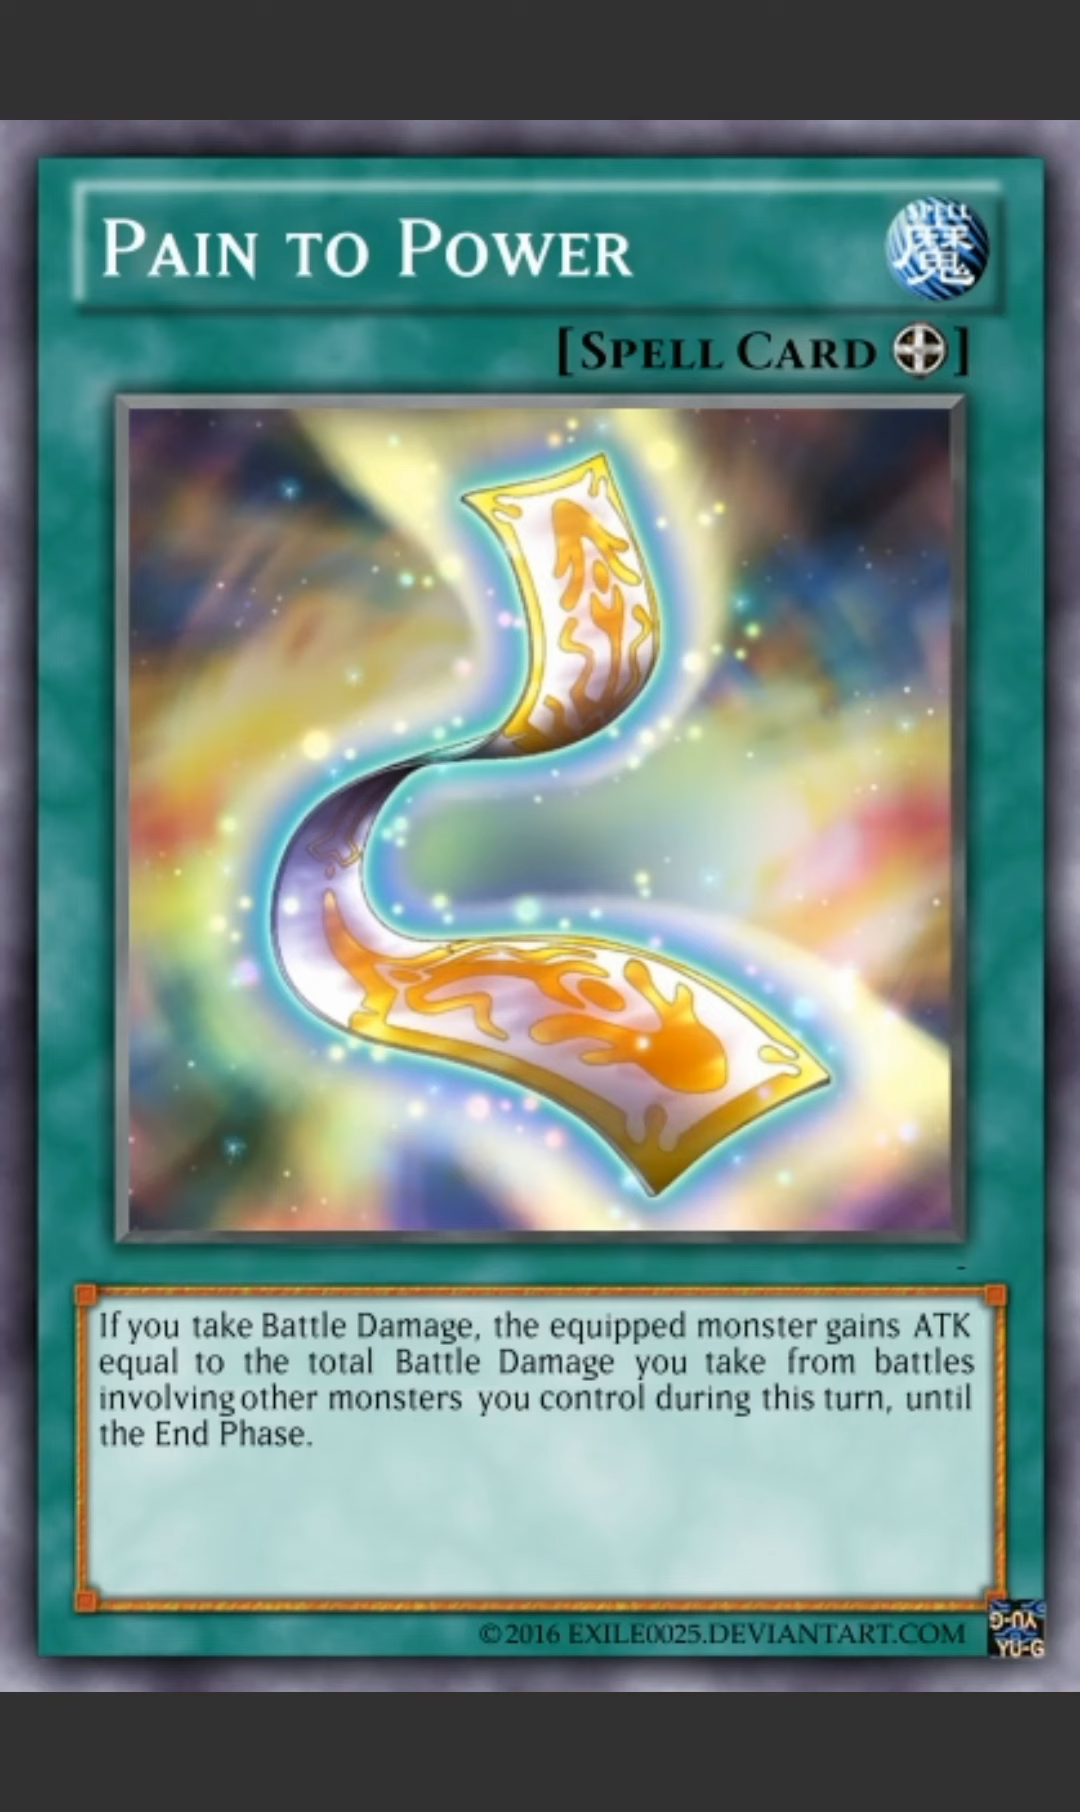 PAIN TO POWER
SPELL
魔
[SPELL CARD]
-
If you take Battle Damage, the equipped monster gains ATK
equal to the total Battle Damage you take from battles
involving other monsters you control during this turn, until
the End Phase.
©2016 EXILE0025.DEVIANTART.COM
YU-G
YU-G